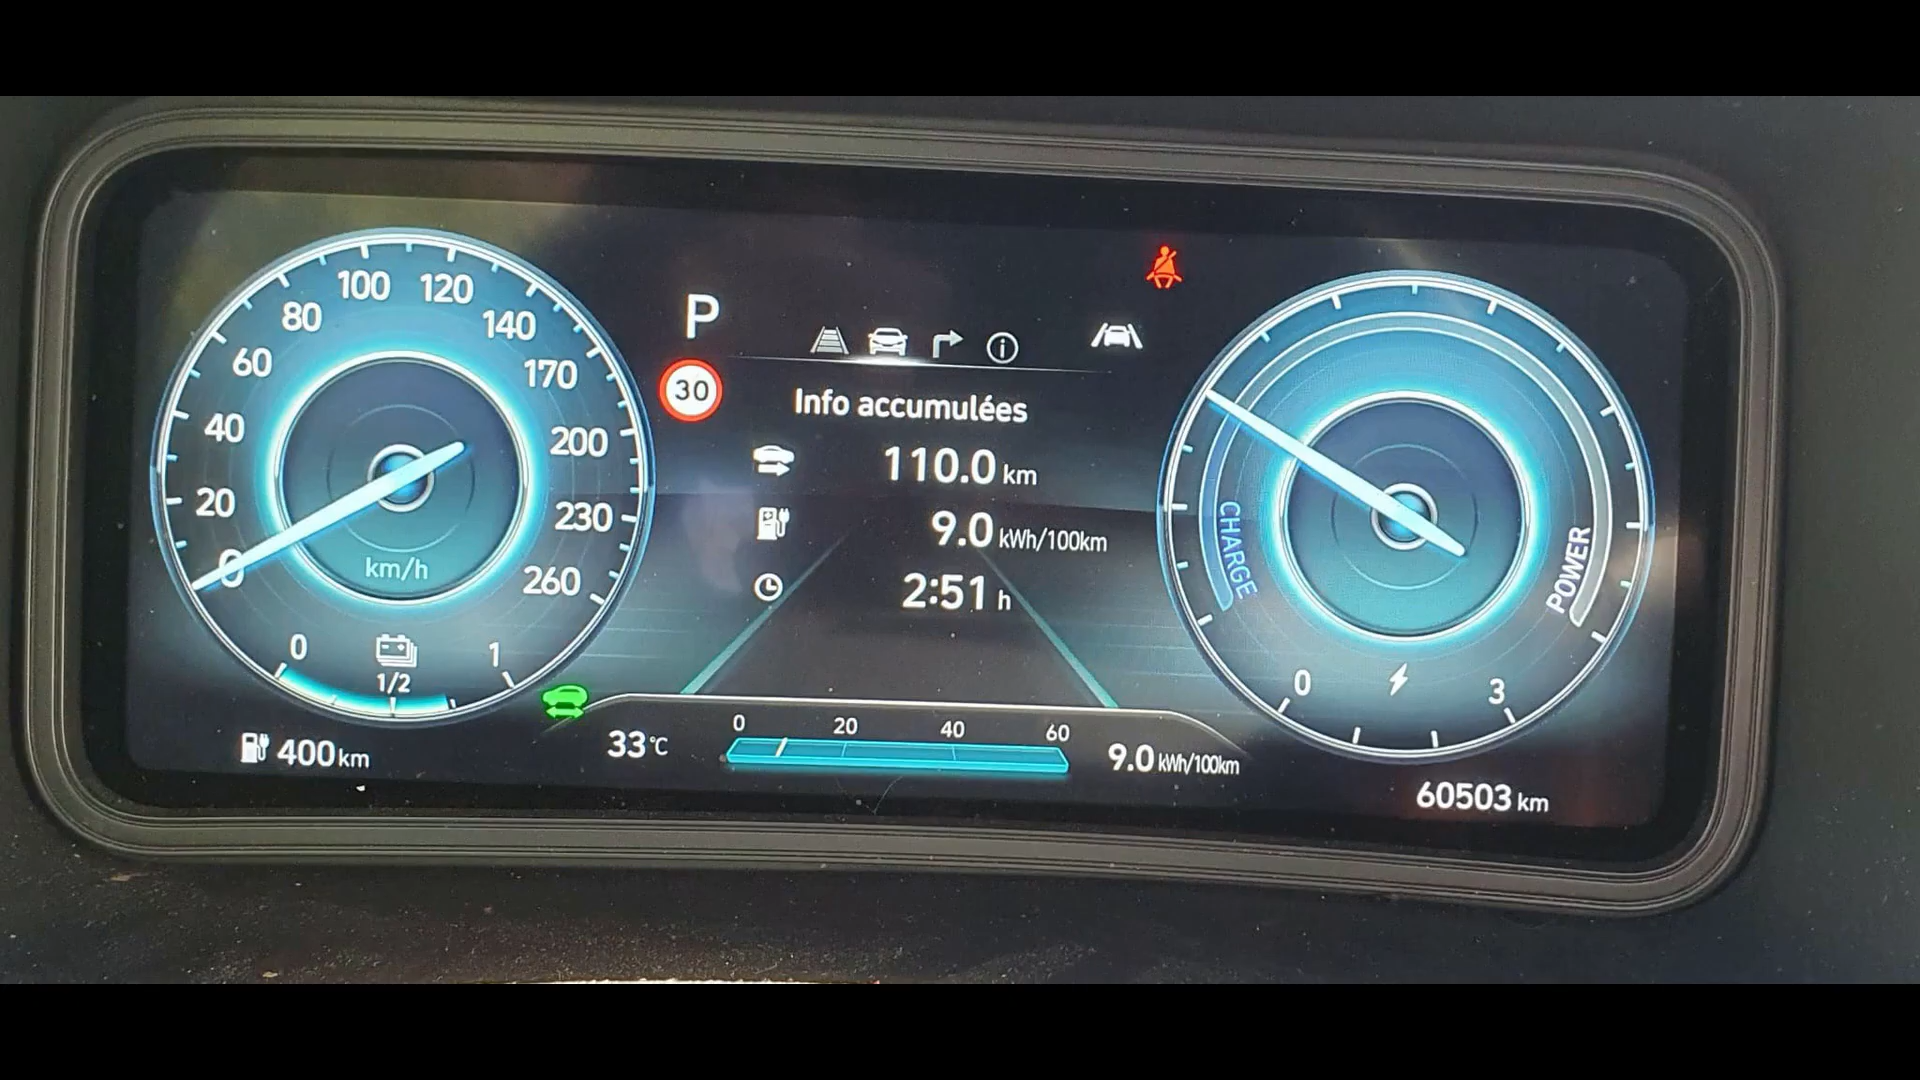 100 120
80 140
60 170
40 200
20 230
0 260
km/h
0 1
1/2
400 km
P
30
Info accumulées
110.0 km
9.0 kWh/100km
2:51 h
33°C
0 20 40 60
9.0 kWh/100km
CHARGE
POWER
0 3
60503 km